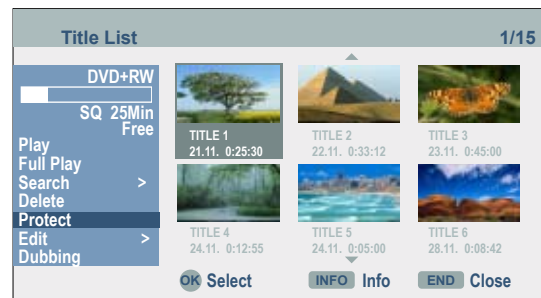 Title List 1/15
DVD+RW
SQ 25Min
Free
Play
Full Play
Search >
Delete
Protect
Edit >
Dubbing
TITLE 1
21.11. 0:25:30
TITLE 2
22.11. 0:33:12
TITLE 3
23.11. 0:45:00
TITLE 4
24.11. 0:12:55
TITLE 5
24.11. 0:05:00
TITLE 6
28.11. 0:08:42
OK Select INFO Info END Close